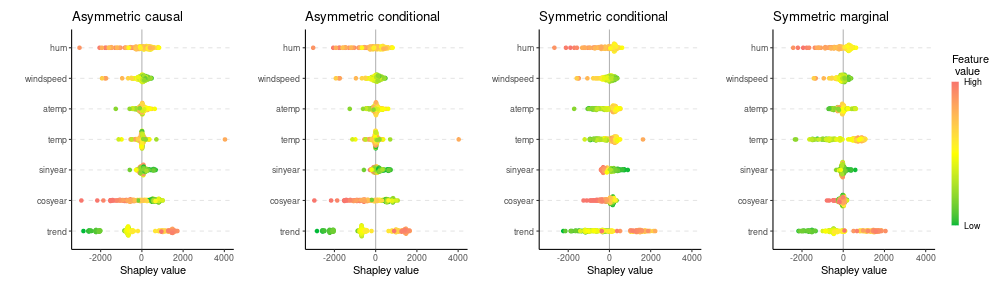 Asymmetric causal
hum
windspeed
atemp
temp
sinyear
cosyear
trend
-2000 0 2000 4000
Shapley value
Asymmetric conditional
hum
windspeed
atemp
temp
sinyear
cosyear
trend
-2000 0 2000 4000
Shapley value
Symmetric conditional
hum
windspeed
atemp
temp
sinyear
cosyear
trend
-2000 0 2000 4000
Shapley value
Symmetric marginal
hum
windspeed
atemp
temp
sinyear
cosyear
trend
-2000 0 2000 4000
Shapley value
Feature
value
High
Low